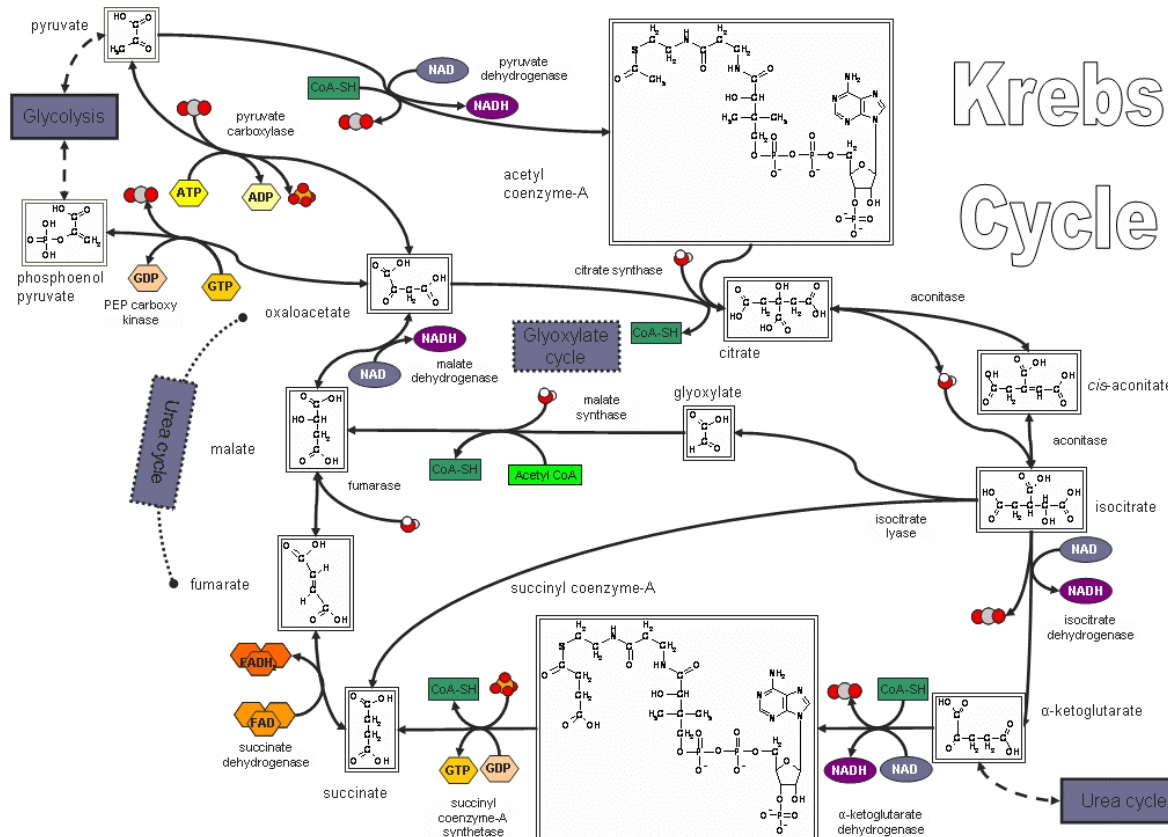 Krebs
Cycle
pyruvate
Glycolysis
phosphoenol
pyruvate
CoA-SH
NAD
NADH
pyruvate
dehydrogenase
pyruvate
carboxylase
ATP
ADP
GDP
GTP
PEP carboxy
kinase
acetyl
coenzyme-A
oxaloacetate
citrate synthase
CoA-SH
citrate
aconitase
cis-aconitate
aconitase
isocitrate
Glyoxylate
cycle
NADH
NAD
malate
dehydrogenase
Urea cycle
malate
malate
synthase
glyoxylate
CoA-SH
Acetyl CoA
fumarase
isocitrate
lyase
NAD
NADH
isocitrate
dehydrogenase
fumarate
succinyl coenzyme-A
FADH2
FAD
succinate
dehydrogenase
succinate
CoA-SH
GTP
GDP
succinyl
coenzyme-A
synthetase
CoA-SH
NADH
NAD
α-ketoglutarate
dehydrogenase
α-ketoglutarate
Urea cycle